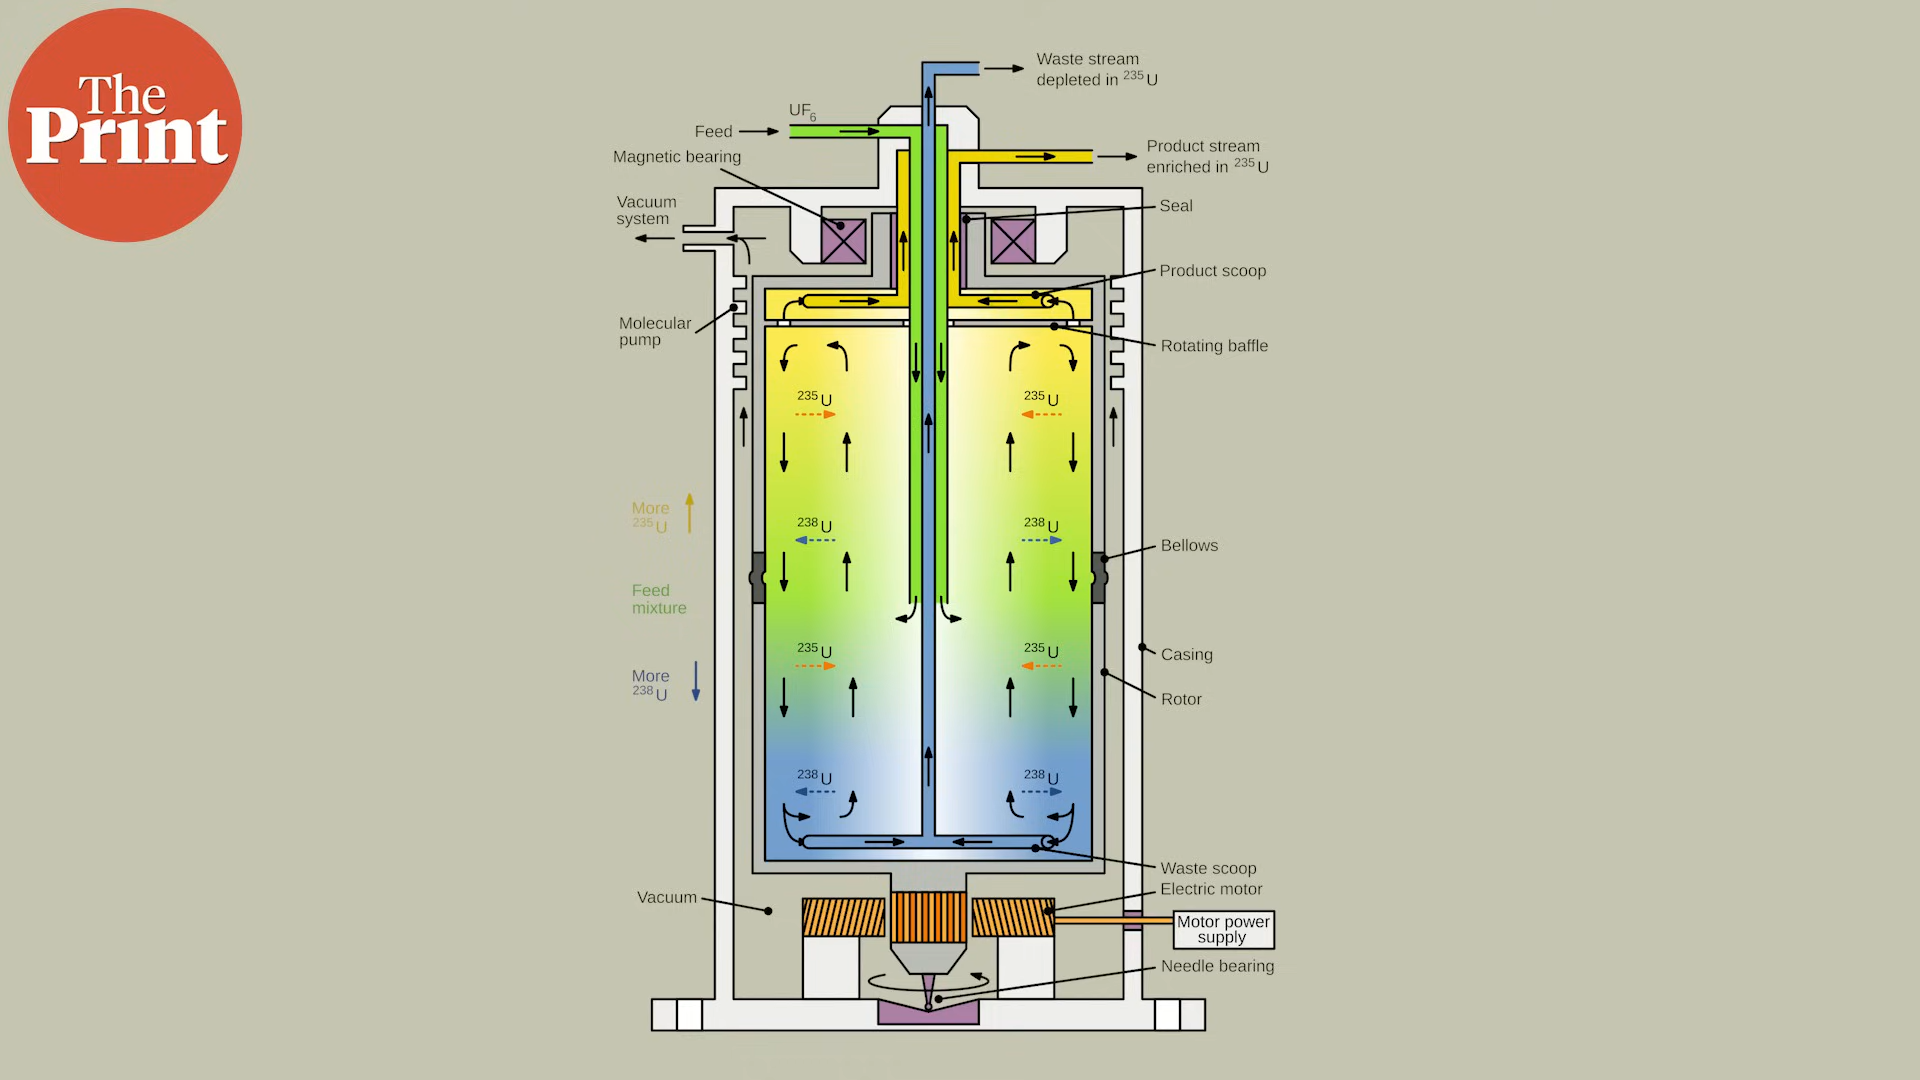 The
Print
Waste stream
depleted in ²³⁵U
UF₆
Feed
Magnetic bearing
Product stream
enriched in ²³⁵U
Vacuum
system
Seal
Product scoop
Molecular
pump
Rotating baffle
²³⁵U
²³⁵U
More
²³⁵U
²³⁸U
²³⁸U
Bellows
Feed
mixture
²³⁵U
²³⁵U
Casing
More
²³⁸U
Rotor
²³⁸U
²³⁸U
Waste scoop
Electric motor
Vacuum
Motor power
supply
Needle bearing